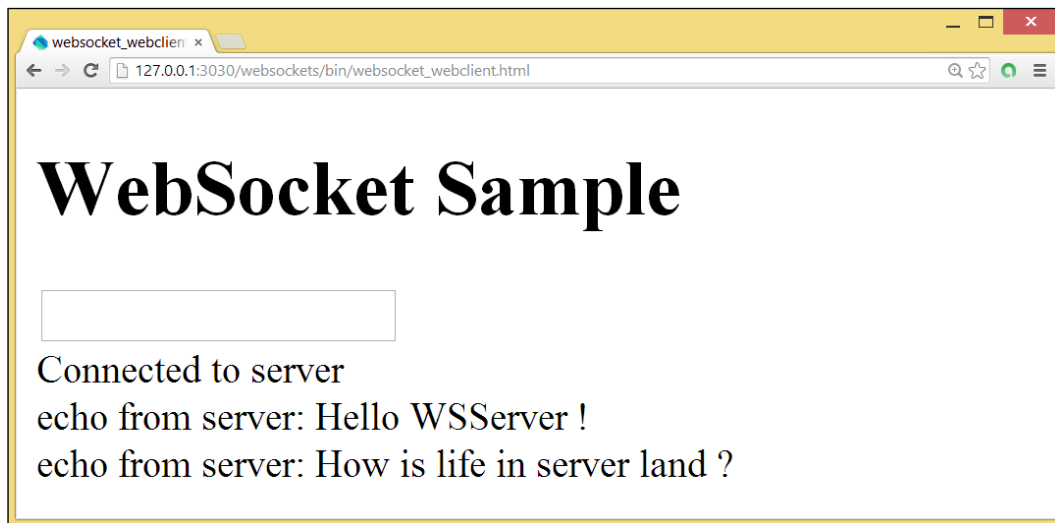 websocket_webclien
127.0.0.1:3030/websockets/bin/websocket_webclient.html
WebSocket Sample
Connected to server
echo from server: Hello WSServer !
echo from server: How is life in server land ?